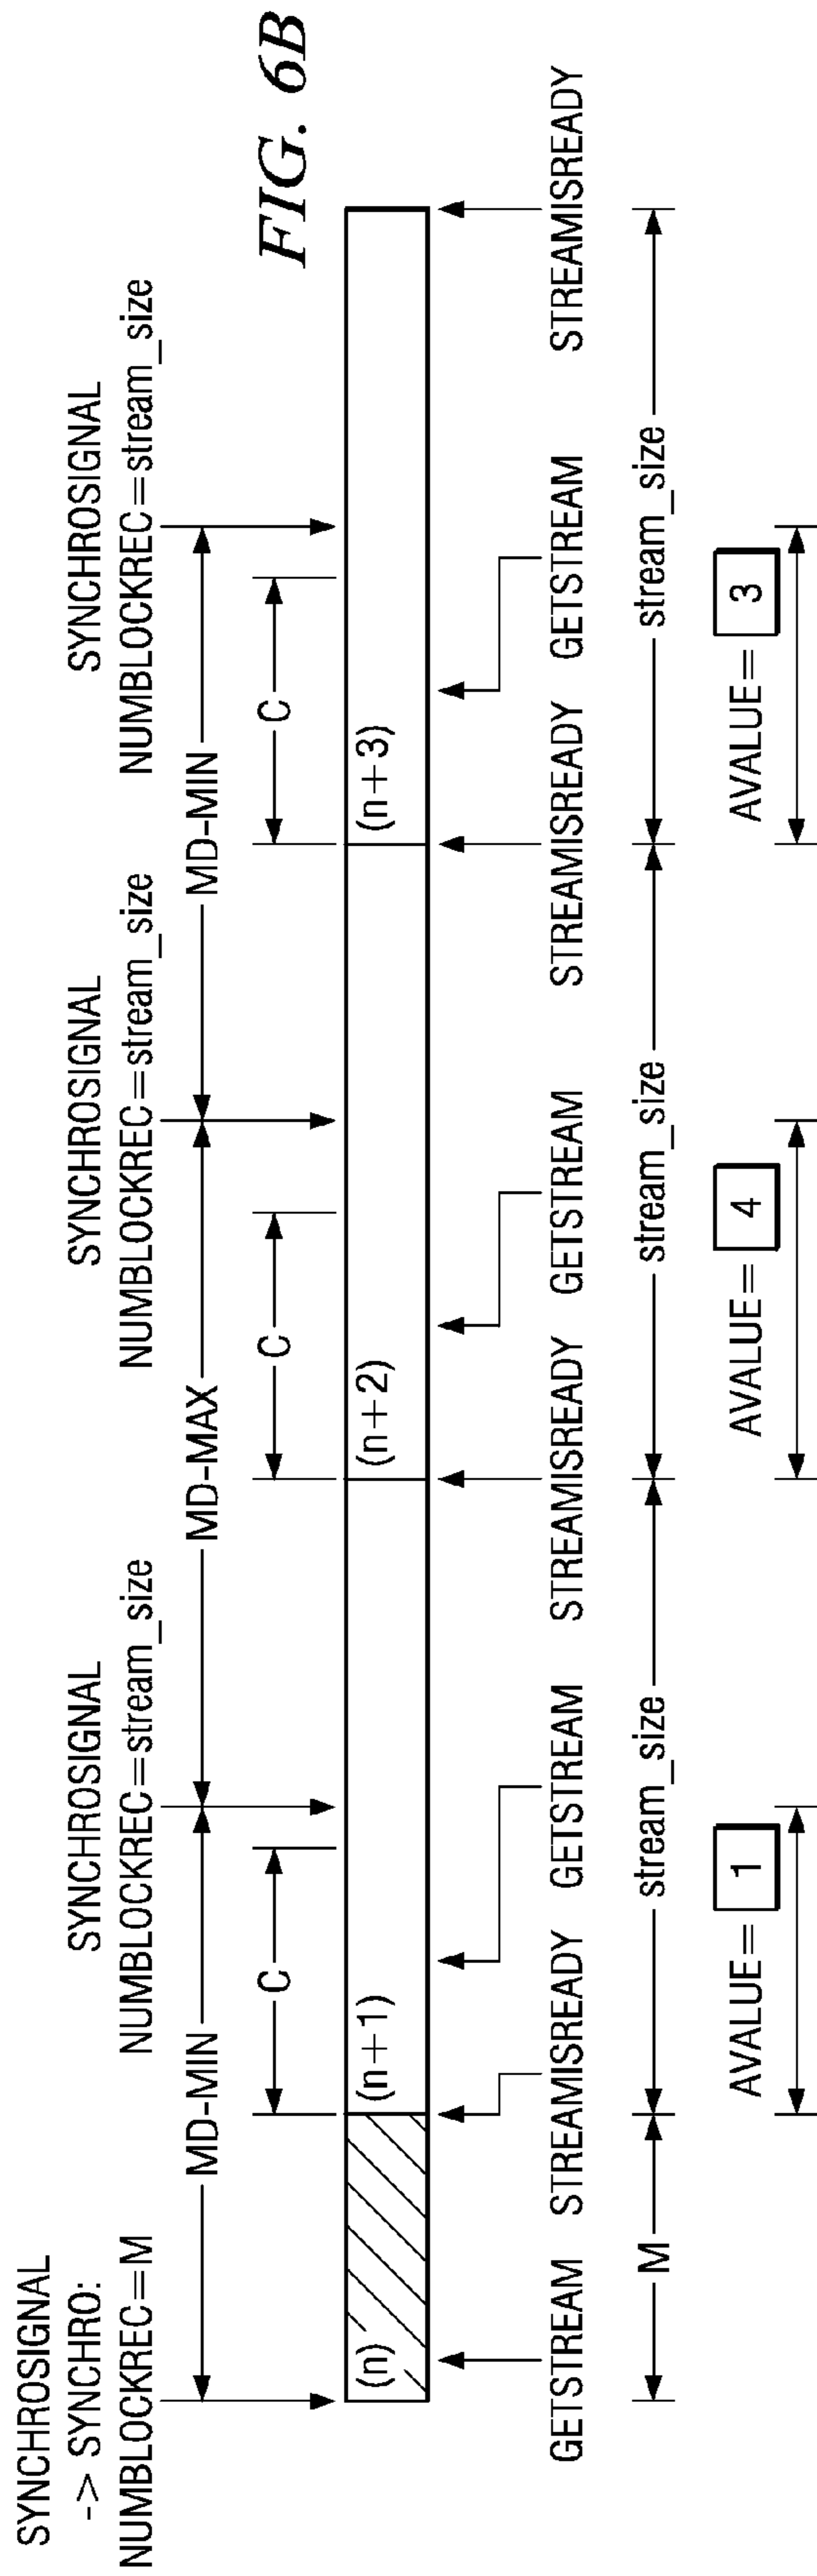 FIG. 6B
SYNCHROSIGNAL
-> SYNCHRO:
NUMBLOCKREC=M
SYNCHROSIGNAL
NUMBLOCKREC=stream_size
SYNCHROSIGNAL
NUMBLOCKREC=stream_size
SYNCHROSIGNAL
NUMBLOCKREC=stream_size
MD-MIN
MD-MAX
MD-MIN
C
C
C
(n)
(n+1)
(n+2)
(n+3)
GETSTREAM
STREAMISREADY
GETSTREAM
STREAMISREADY
GETSTREAM
STREAMISREADY
GETSTREAM
STREAMISREADY
M
stream_size
stream_size
stream_size
AVALUE= 1
AVALUE= 4
AVALUE= 3